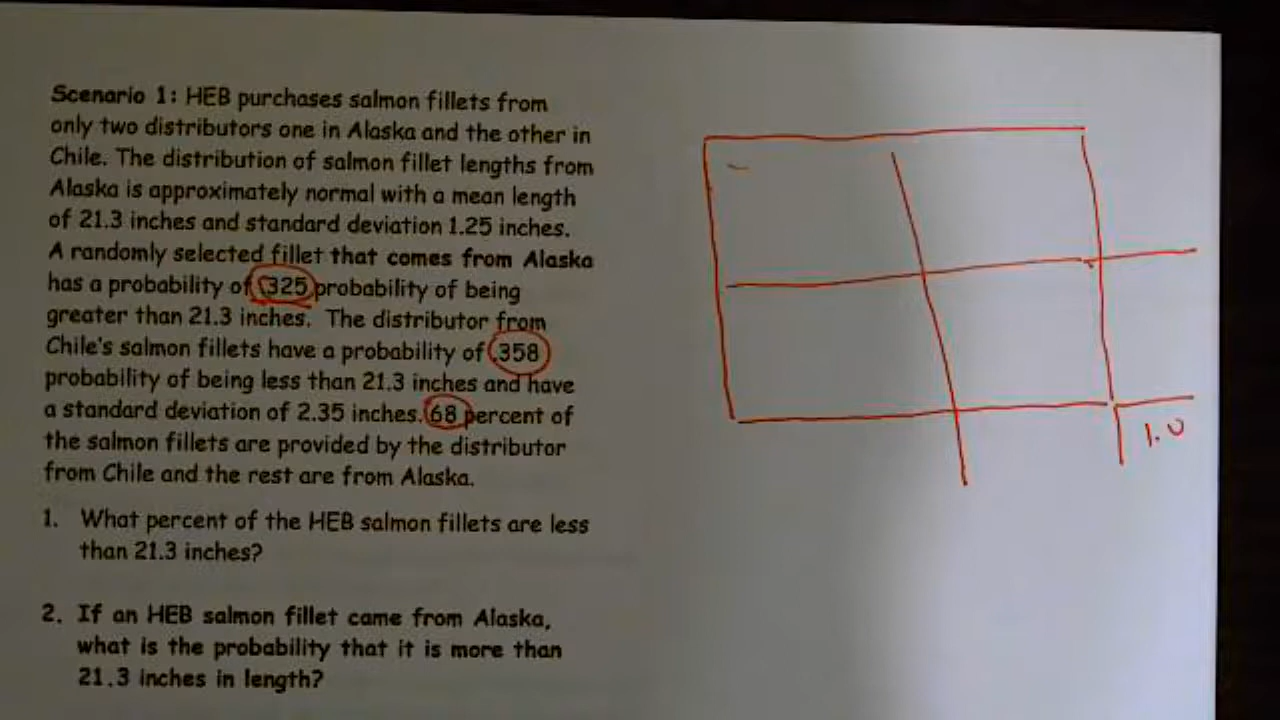 Scenario 1: HEB purchases salmon fillets from
only two distributors one in Alaska and the other in
Chile. The distribution of salmon fillet lengths from
Alaska is approximately normal with a mean length
of 21.3 inches and standard deviation 1.25 inches.
A randomly selected fillet that comes from Alaska
has a probability of .325 probability of being
greater than 21.3 inches. The distributor from
Chile's salmon fillets have a probability of .358
probability of being less than 21.3 inches and have
a standard deviation of 2.35 inches. 68 percent of
the salmon fillets are provided by the distributor
from Chile and the rest are from Alaska.
1. What percent of the HEB salmon fillets are less
than 21.3 inches?
2. If an HEB salmon fillet came from Alaska,
what is the probability that it is more than
21.3 inches in length?
1.0